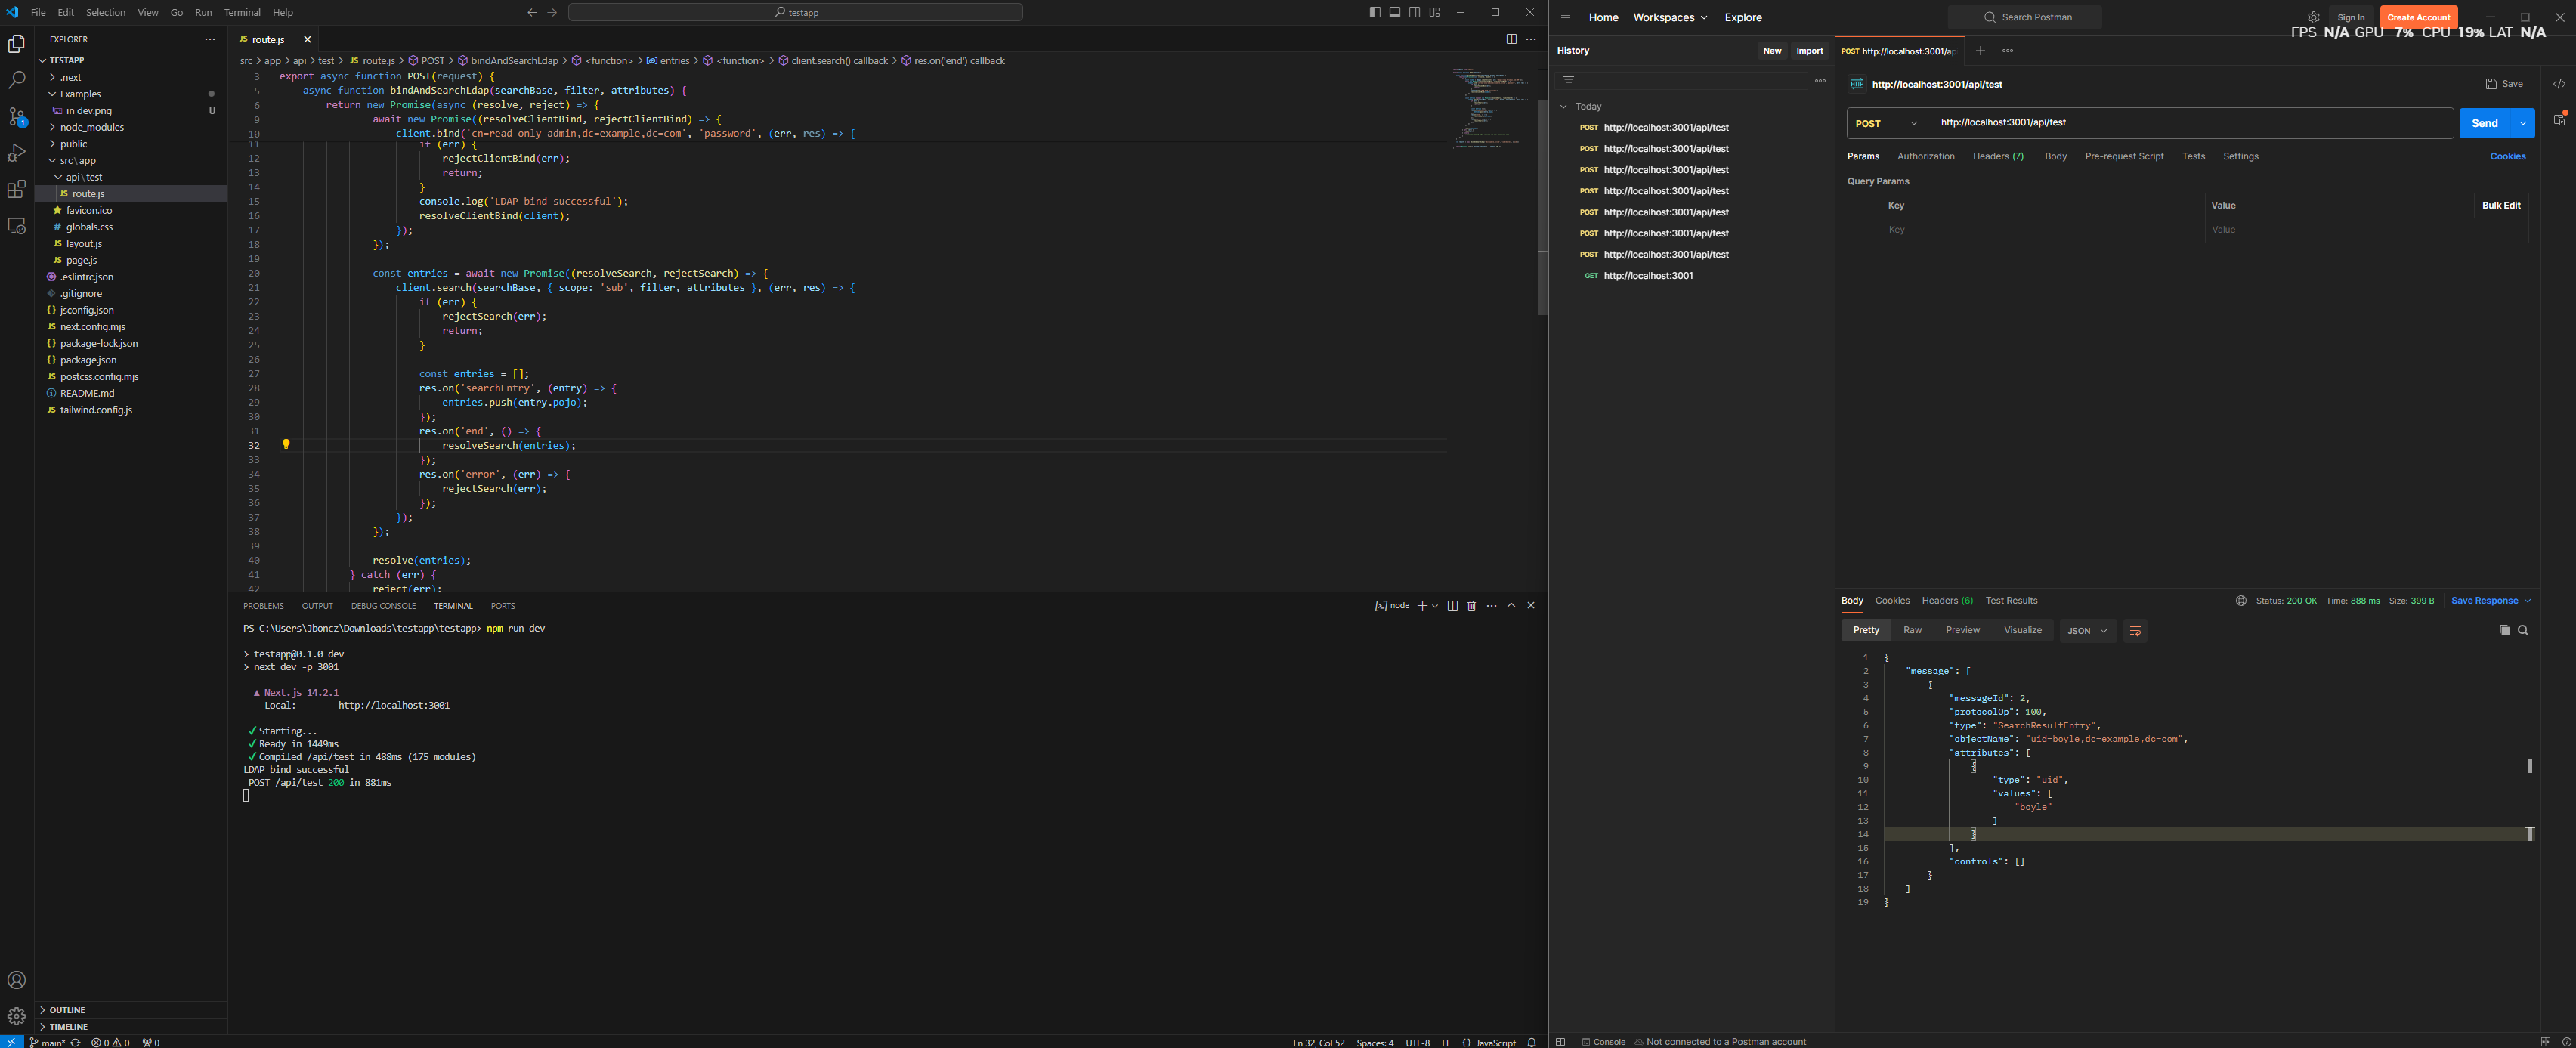 File Edit Selection View Go Run Terminal Help
testapp
EXPLORER
TESTAPP
.next
Examples
in dev.png U
node_modules
public
src\app
api\test
JS route.js
favicon.ico
# globals.css
JS layout.js
JS page.js
.eslintrc.json
.gitignore
{} jsconfig.json
JS next.config.mjs
{} package-lock.json
{} package.json
JS postcss.config.mjs
README.md
JS tailwind.config.js
OUTLINE
TIMELINE
JS route.js
src > app > api > test > JS route.js > POST > bindAndSearchLdap > <function> > entries > <function> > client.search() callback > res.on('end') callback
3 export async function POST(request) {
5 async function bindAndSearchLdap(searchBase, filter, attributes) {
6 return new Promise(async (resolve, reject) => {
9 await new Promise((resolveClientBind, rejectClientBind) => {
10 client.bind('cn=read-only-admin,dc=example,dc=com', 'password', (err, res) => {
11 if (err) {
12 rejectClientBind(err);
13 return;
14 }
15 console.log('LDAP bind successful');
16 resolveClientBind(client);
17 });
18 });
19
20 const entries = await new Promise((resolveSearch, rejectSearch) => {
21 client.search(searchBase, { scope: 'sub', filter, attributes }, (err, res) => {
22 if (err) {
23 rejectSearch(err);
24 return;
25 }
26
27 const entries = [];
28 res.on('searchEntry', (entry) => {
29 entries.push(entry.pojo);
30 });
31 res.on('end', () => {
32 resolveSearch(entries);
33 });
34 res.on('error', (err) => {
35 rejectSearch(err);
36 });
37 });
38 });
39
40 resolve(entries);
41 } catch (err) {
42 reject(err);
PROBLEMS OUTPUT DEBUG CONSOLE TERMINAL PORTS
node
PS C:\Users\Jboncz\Downloads\testapp\testapp> npm run dev
> testapp@0.1.0 dev
> next dev -p 3001
▲ Next.js 14.2.1
- Local: http://localhost:3001
✓ Starting...
✓ Ready in 1449ms
✓ Compiled /api/test in 488ms (175 modules)
LDAP bind successful
POST /api/test 200 in 881ms
main* 0 0 0
Ln 32, Col 52 Spaces: 4 UTF-8 LF {} JavaScript
Home Workspaces Explore
Search Postman
Sign In
Create Account
FPS N/A GPU 7% CPU 19% LAT N/A
History
New Import
Today
POST http://localhost:3001/api/test
POST http://localhost:3001/api/test
POST http://localhost:3001/api/test
POST http://localhost:3001/api/test
POST http://localhost:3001/api/test
POST http://localhost:3001/api/test
POST http://localhost:3001/api/test
GET http://localhost:3001
POST http://localhost:3001/ap
HTTP http://localhost:3001/api/test
Save
POST http://localhost:3001/api/test
Send
Params Authorization Headers (7) Body Pre-request Script Tests Settings
Cookies
Query Params
Key Value Bulk Edit
Key Value
Body Cookies Headers (6) Test Results
Status: 200 OK Time: 888 ms Size: 399 B Save Response
Pretty Raw Preview Visualize JSON
1 {
2 "message": [
3 {
4 "messageId": 2,
5 "protocolOp": 100,
6 "type": "SearchResultEntry",
7 "objectName": "uid=boyle,dc=example,dc=com",
8 "attributes": [
9 {
10 "type": "uid",
11 "values": [
12 "boyle"
13 ]
14 }
15 ],
16 "controls": []
17 }
18 ]
19 }
Console Not connected to a Postman account